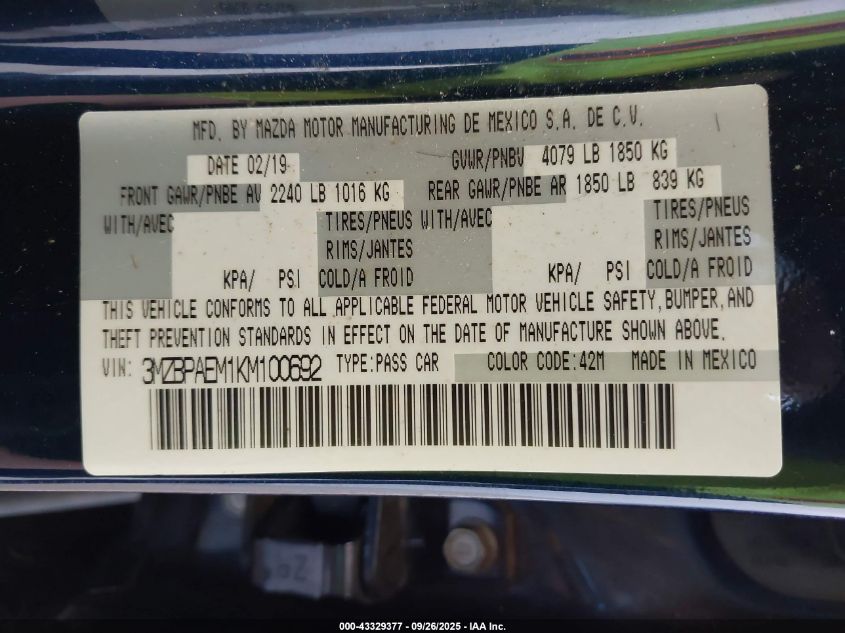 MFD. BY MAZDA MOTOR MANUFACTURING DE MEXICO S.A. DE C.V.
DATE 02/19 GVWR/PNBV 4079 LB 1850 KG
FRONT GAWR/PNBE AV 2240 LB 1016 KG REAR GAWR/PNBE AR 1850 LB 839 KG
WITH/AVEC TIRES/PNEUS WITH/AVEC TIRES/PNEUS
RIMS/JANTES RIMS/JANTES
KPA/ PSI COLD/A FROID KPA/ PSI COLD/A FROID
THIS VEHICLE CONFORMS TO ALL APPLICABLE FEDERAL MOTOR VEHICLE SAFETY, BUMPER, AND
THEFT PREVENTION STANDARDS IN EFFECT ON THE DATE OF MANUFACTURE SHOWN ABOVE.
VIN: 3MZBPAEM1KM100692 TYPE:PASS CAR COLOR CODE:42M MADE IN MEXICO
000-43329377 - 09/26/2025 - IAA Inc.